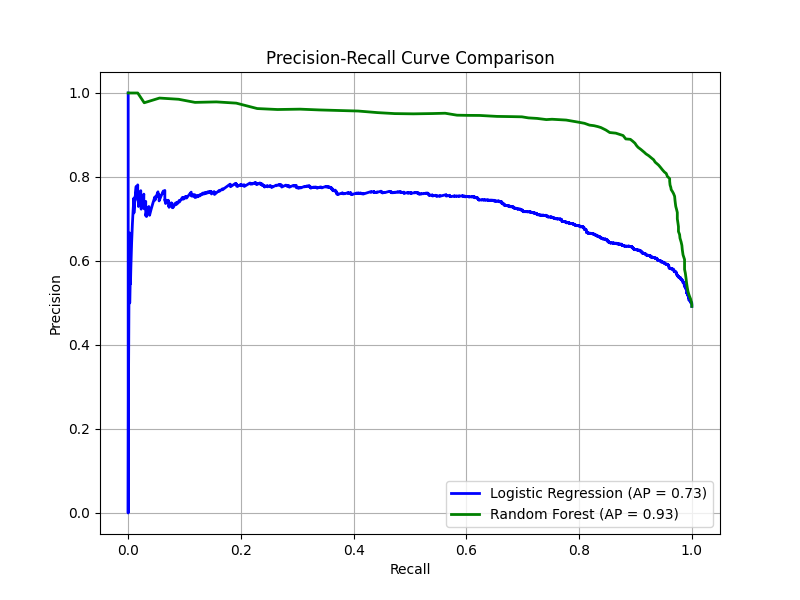 Precision-Recall Curve Comparison
1.0
0.8
0.6
0.4
0.2
0.0
Precision
0.0 0.2 0.4 0.6 0.8 1.0
Recall
Logistic Regression (AP = 0.73)
Random Forest (AP = 0.93)